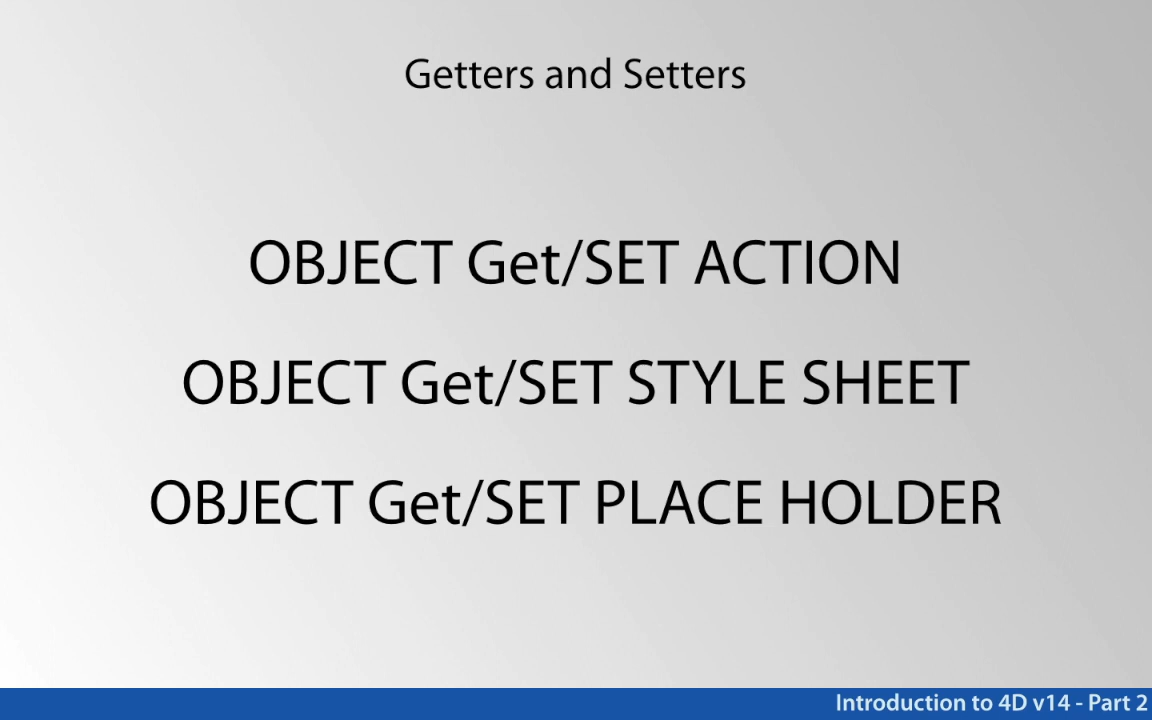 Getters and Setters
OBJECT Get/SET ACTION
OBJECT Get/SET STYLE SHEET
OBJECT Get/SET PLACE HOLDER
Introduction to 4D v14 - Part 2